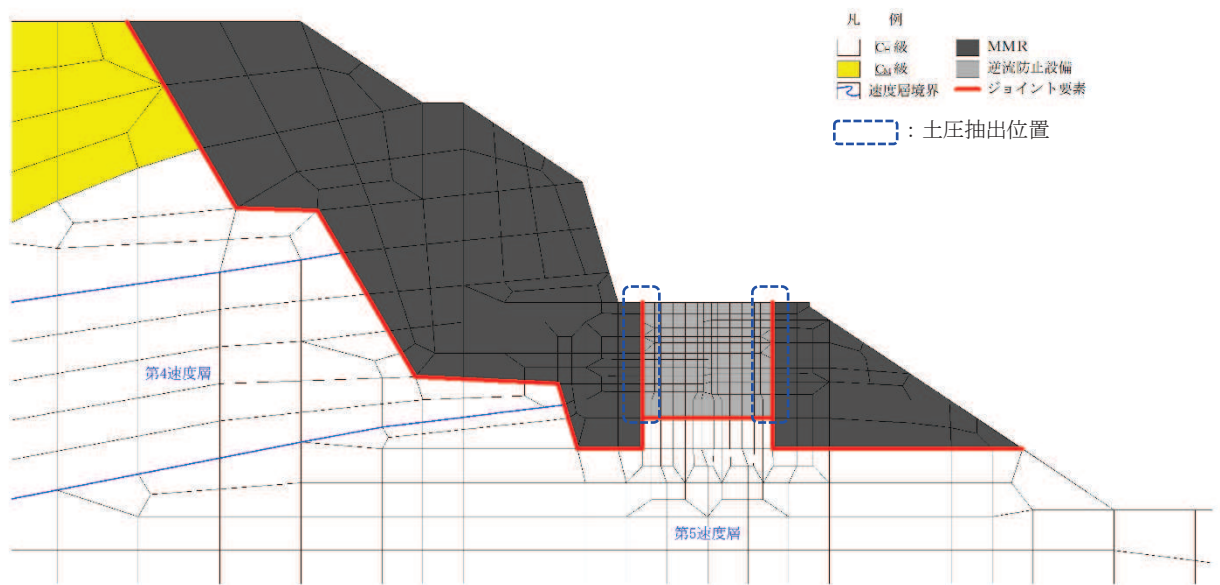 凡 例
CH級
MMR
CM級
逆流防止設備
速度層境界
ジョイント要素
：土圧抽出位置
第4速度層
第5速度層